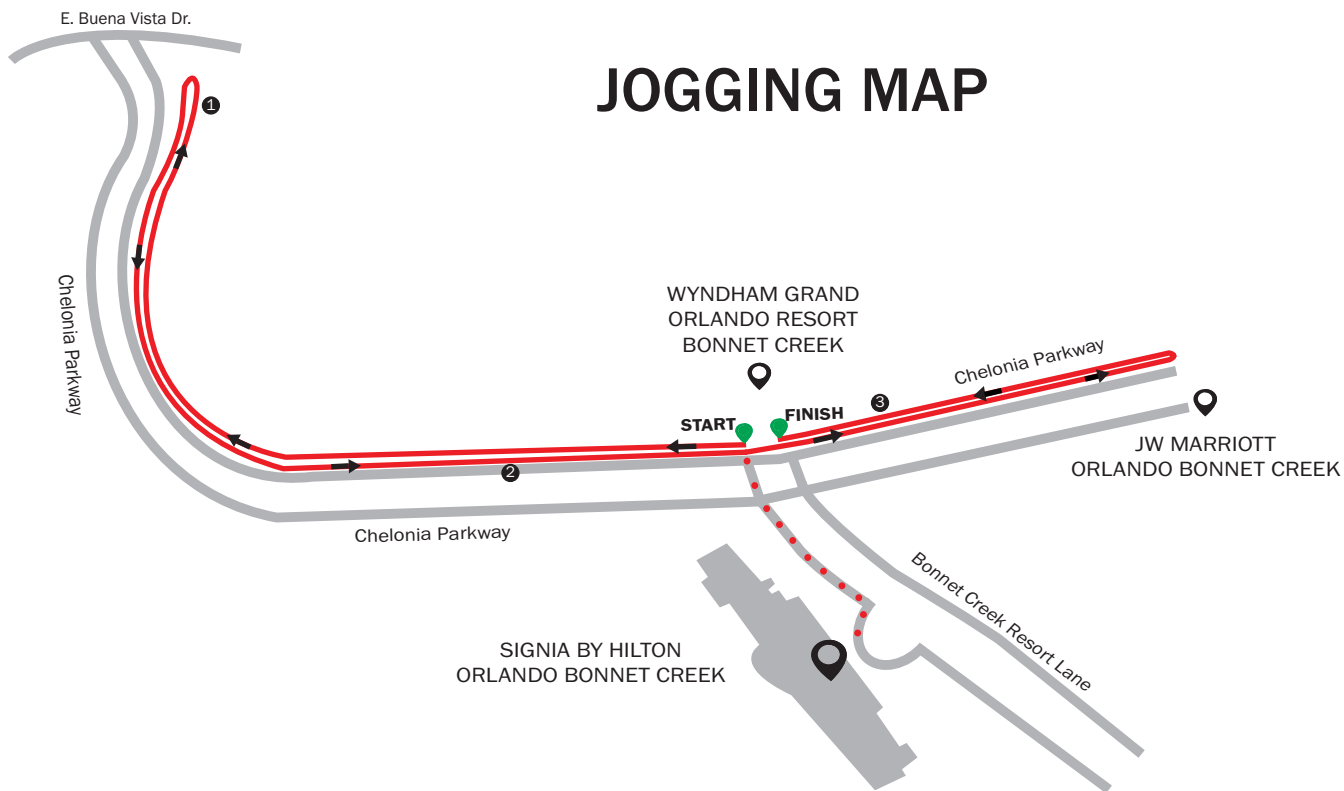 E. Buena Vista Dr.
JOGGING MAP
1
Chelonia Parkway
WYNDHAM GRAND
ORLANDO RESORT
BONNET CREEK
Chelonia Parkway
START
FINISH
3
JW MARRIOTT
ORLANDO BONNET CREEK
2
Chelonia Parkway
Bonnet Creek Resort Lane
SIGNIA BY HILTON
ORLANDO BONNET CREEK